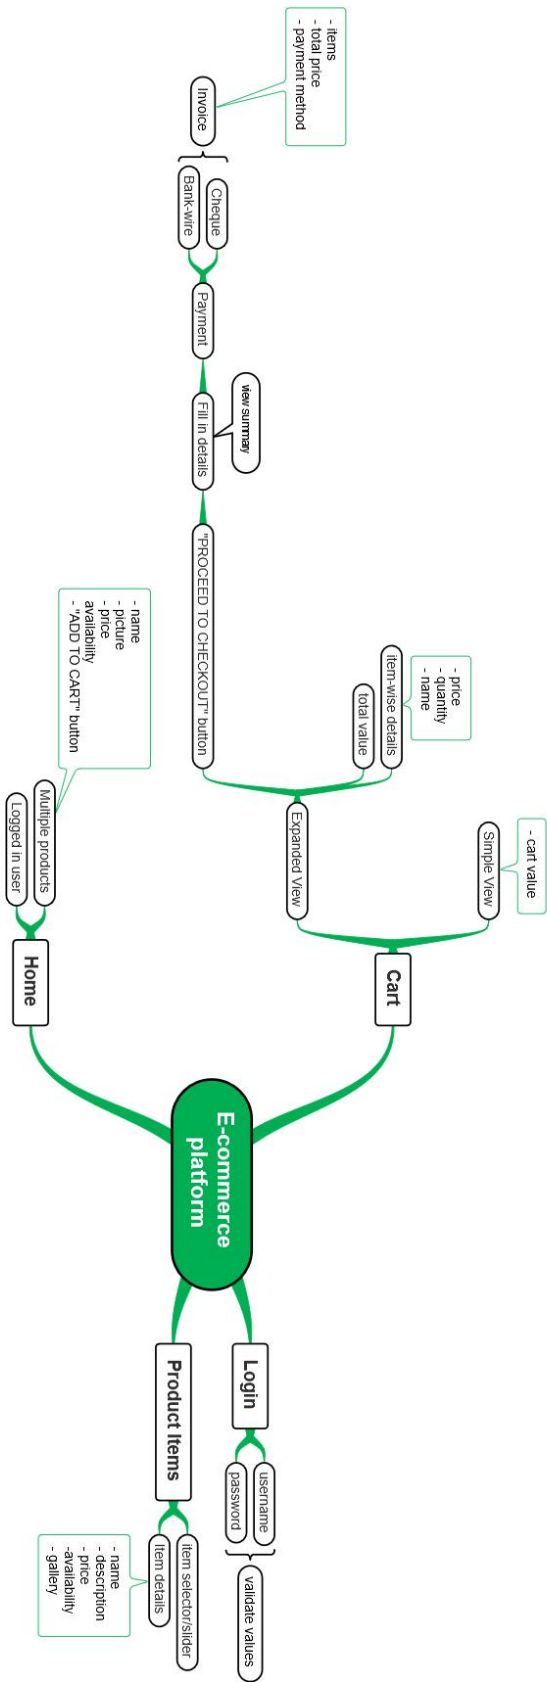 - items
- total price
- payment method
Invoice
Cheque
Bank-wire
Payment
view summary
Fill in details
"PROCEED TO CHECKOUT" button
- price
- quantity
- name
item-wise details
total value
Expanded View
- cart value
Simple View
Cart
- name
- picture
- price
availability
- "ADD TO CART" button
Multiple products
Logged in user
Home
E-commerce
platform
Login
username
password
validate values
Product Items
item selector/slider
Item details
- name
- description
- price
-availability
- gallery